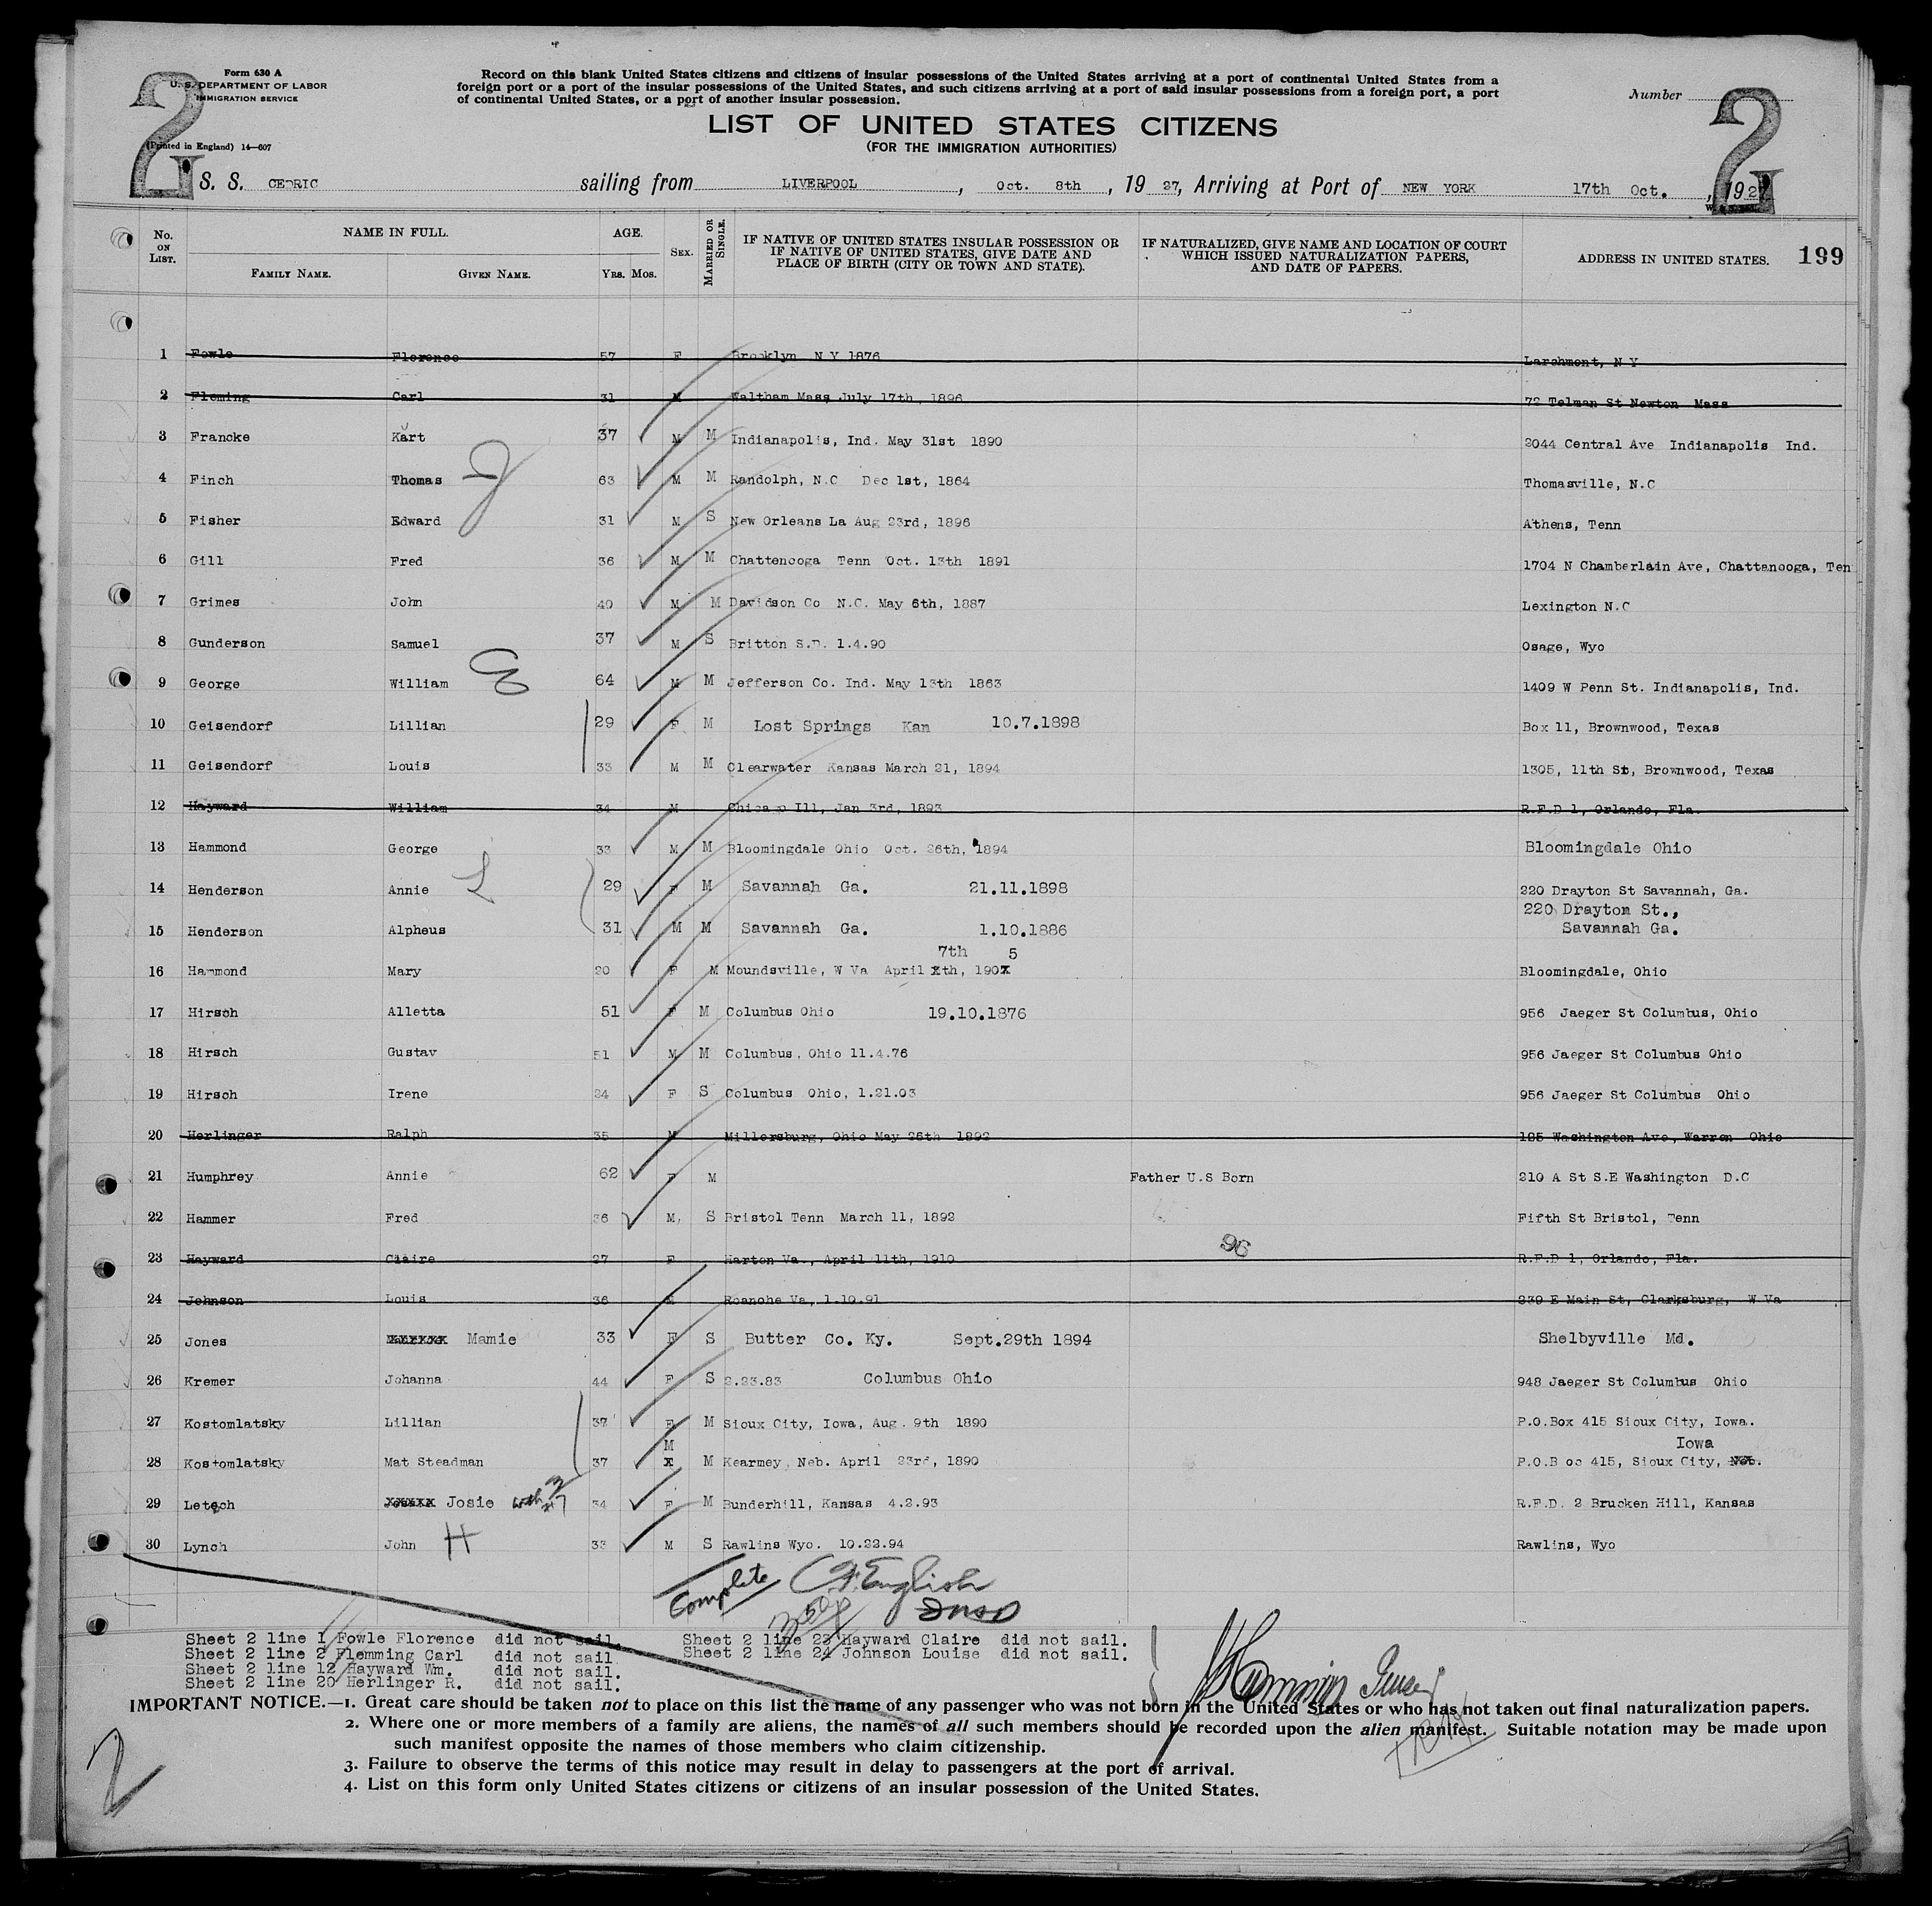 Form 630 A
U. S. DEPARTMENT OF LABOR
IMMIGRATION SERVICE
(Printed in England) 14—607
2
Record on this blank United States citizens and citizens of insular possessions of the United States arriving at a port of continental United States from a
foreign port or a port of the insular possessions of the United States, and such citizens arriving at a port of said insular possessions from a foreign port, a port
of continental United States, or a port of another insular possession.
Number
2
LIST OF UNITED STATES CITIZENS
(FOR THE IMMIGRATION AUTHORITIES)
S. S. CEDRIC sailing from LIVERPOOL, Oct. 8th, 19 27, Arriving at Port of NEW YORK 17th Oct., 1927
No. ON LIST. NAME IN FULL. FAMILY NAME. GIVEN NAME. AGE. Yrs. Mos. SEX. MARRIED OR SINGLE. IF NATIVE OF UNITED STATES INSULAR POSSESSION OR IF NATIVE OF UNITED STATES, GIVE DATE AND PLACE OF BIRTH (CITY OR TOWN AND STATE). IF NATURALIZED, GIVE NAME AND LOCATION OF COURT WHICH ISSUED NATURALIZATION PAPERS, AND DATE OF PAPERS. ADDRESS IN UNITED STATES. 199
1 Fowle Florence 57 F Brooklyn N Y 1876 Larchmont, N Y
2 Fleming Carl 31 M Waltham Mass July 17th, 1896 72 Telman St Newton Mass
3 Francke Kart 37 M M Indianapolis, Ind. May 31st 1890 2044 Central Ave Indianapolis Ind.
4 Finch Thomas J 63 M M Randolph, N.C Dec 1st, 1864 Thomasville, N.C
5 Fisher Edward 31 M S New Orleans La Aug 23rd, 1896 Athens, Tenn
6 Gill Fred 36 M M Chattenooga Tenn Oct. 13th 1891 1704 N Chamberlain Ave, Chattanooga, Ten
7 Grimes John 40 M M Davidson Co N.C. May 6th, 1887 Lexington N.C
8 Gunderson Samuel 37 M S Britton S.D. 1.4.90 Osage, Wyo
9 George William 64 M M Jefferson Co. Ind. May 13th 1863 1409 W Penn St. Indianapolis, Ind.
10 Geisendorf Lillian 29 F M Lost Springs Kan 10.7.1898 Box 11, Brownwood, Texas
11 Geisendorf Louis 33 M M Clearwater Kansas March 21, 1894 1305, 11th St, Brownwood, Texas
12 Hayward William 34 M Chicago Ill, Jan 3rd, 1893 R.F.D 1, Orlando, Fla.
13 Hammond George 33 M M Bloomingdale Ohio Oct. 26th, 1894 Bloomingdale Ohio
14 Henderson Annie L 29 F M Savannah Ga. 21.11.1898 220 Drayton St Savannah, Ga.
220 Drayton St.,
15 Henderson Alpheus 31 M M Savannah Ga. 1.10.1886 Savannah Ga.
7th 5
16 Hammond Mary 20 F M Moundsville, W Va April xth, 190x Bloomingdale, Ohio
17 Hirsch Alletta 51 F M Columbus Ohio 19.10.1876 956 Jaeger St Columbus, Ohio
18 Hirsch Gustav 51 M M Columbus, Ohio 11.4.76 956 Jaeger St Columbus Ohio
19 Hirsch Irene 24 F S Columbus Ohio, 1.21.03 956 Jaeger St Columbus Ohio
20 Herlinger Ralph 35 M Millersburg, Ohio May 26th 1892 125 Washington Ave, Warren Ohio
21 Humphrey Annie 62 F M Father U.S Born 210 A St S.E Washington D.C
22 Hammer Fred 36 M, S Bristol Tenn March 11, 1892 Fifth St Bristol, Tenn
96
23 Hayward Claire 27 F Harton Va., April 11th, 1910 R.F.D 1, Orlando, Fla.
24 Johnson Louis 36 M Roanoke Va, 1.10.91 239 E Main St, Clarksburg, W Va
25 Jones xxxxxx Mamie 33 F S Butter Co. Ky. Sept.29th 1894 Shelbyville Md.
26 Kremer Johanna 44 F S 2.23.83 Columbus Ohio 948 Jaeger St Columbus Ohio
27 Kostomlatsky Lillian 37 F M Sioux City, Iowa, Aug. 9th 1890 P.O.Box 415 Sioux City, Iowa.
M Iowa
28 Kostomlatsky Mat Steadman 37 x M Kearmey, Neb. April 23rd, 1890 P.O.B oc 415, Sioux City, Neb.
29 Letsch xxxxx Josie with 34 F M Bunderhill, Kansas 4.2.93 R.F.D. 2 Brucken Hill, Kansas
30 Lynch John H 33 M S Rawlins Wyo. 10.22.94 Rawlins, Wyo
Complete English
Sheet 2 line 1 Fowle Florence did not sail. Sheet 2 line 23 Hayward Claire did not sail.
Sheet 2 line 2 Flemming Carl did not sail Sheet 2 line 24 Johnson Louise did not sail.
Sheet 2 line 12 Hayward Wm. did not sail.
Sheet 2 line 20 Herlinger R. did not sail.
IMPORTANT NOTICE.—1. Great care should be taken not to place on this list the name of any passenger who was not born in the United States or who has not taken out final naturalization papers.
2. Where one or more members of a family are aliens, the names of all such members should be recorded upon the alien manifest. Suitable notation may be made upon
such manifest opposite the names of those members who claim citizenship.
3. Failure to observe the terms of this notice may result in delay to passengers at the port of arrival.
4. List on this form only United States citizens or citizens of an insular possession of the United States.
2